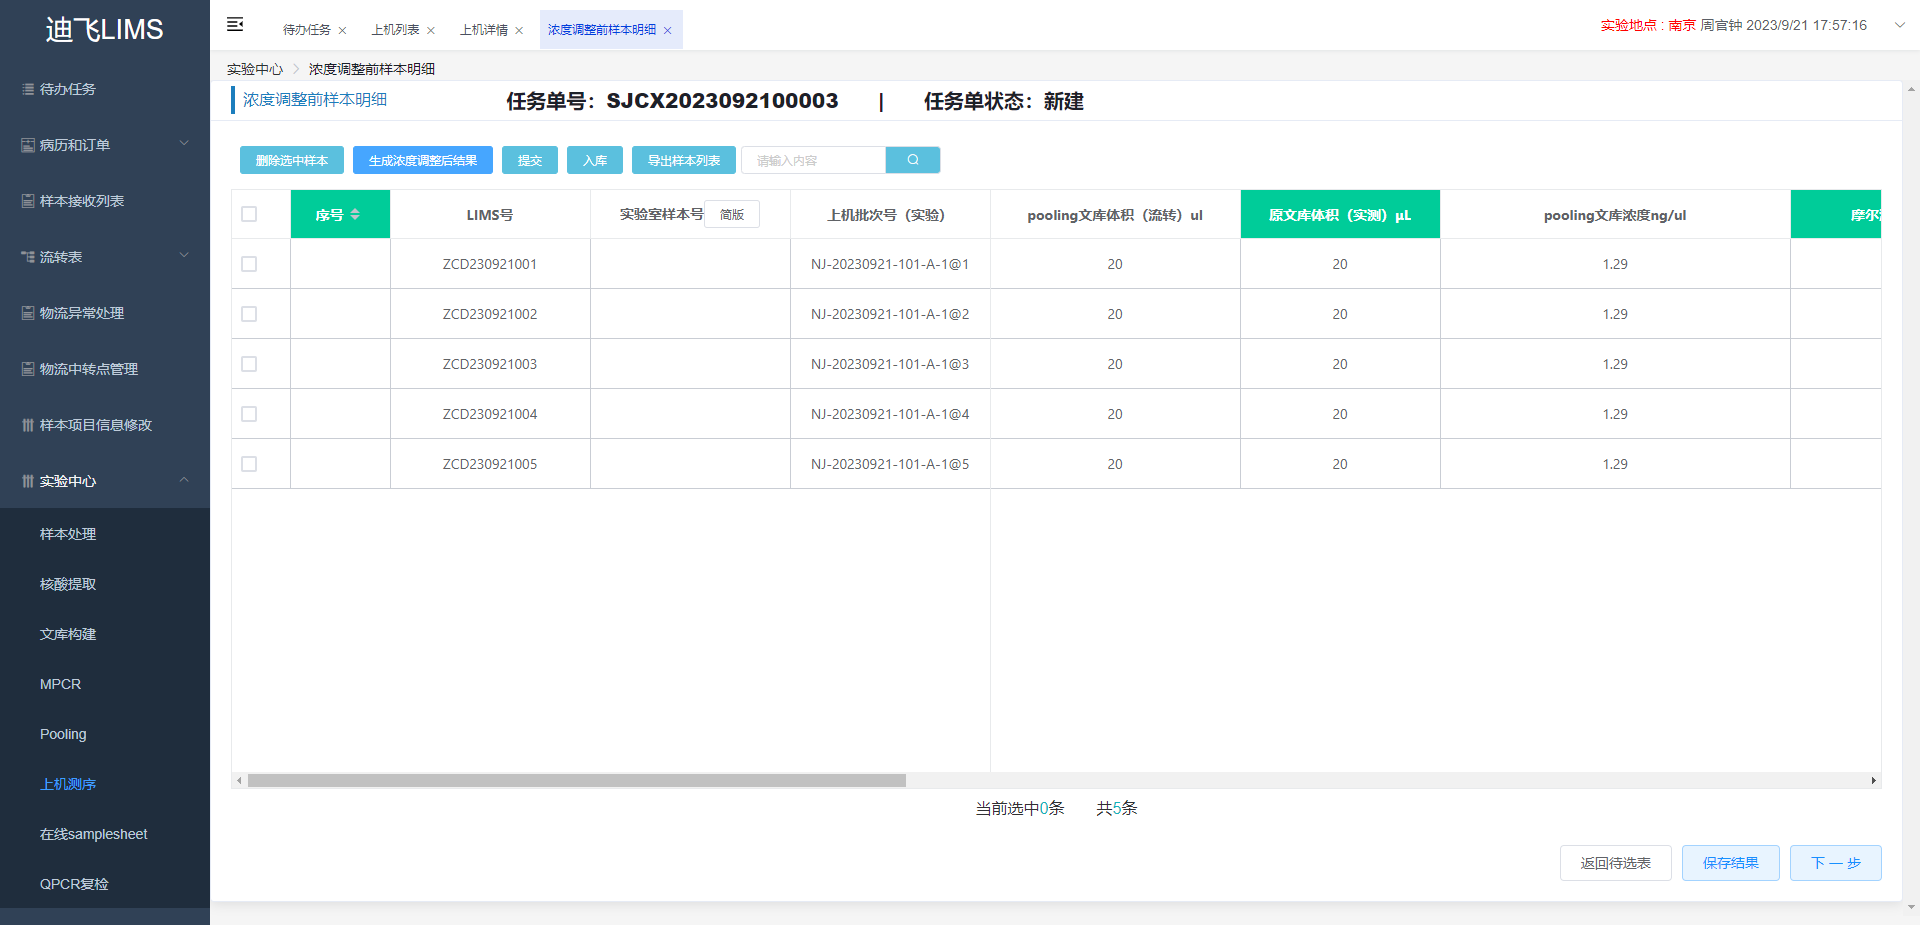 迪飞LIMS
待办任务
病历和订单
样本接收列表
流转表
物流异常处理
物流中转点管理
样本项目信息修改
实验中心
样本处理
核酸提取
文库构建
MPCR
Pooling
上机测序
在线samplesheet
QPCR复检
待办任务 上机列表 上机详情 浓度调整前样本明细
实验地点 : 南京 周官钟 2023/9/21 17:57:16
实验中心 浓度调整前样本明细
浓度调整前样本明细 任务单号：SJCX2023092100003 | 任务单状态：新建
删除选中样本 生成浓度调整后结果 提交 入库 导出样本列表 请输入内容
序号 LIMS号 实验室样本号 简版 上机批次号（实验） pooling文库体积（流转）ul 原文库体积（实测）μL pooling文库浓度ng/ul 摩尔
ZCD230921001 NJ-20230921-101-A-1@1 20 20 1.29
ZCD230921002 NJ-20230921-101-A-1@2 20 20 1.29
ZCD230921003 NJ-20230921-101-A-1@3 20 20 1.29
ZCD230921004 NJ-20230921-101-A-1@4 20 20 1.29
ZCD230921005 NJ-20230921-101-A-1@5 20 20 1.29
当前选中0条 共5条
返回待选表 保存结果 下一步